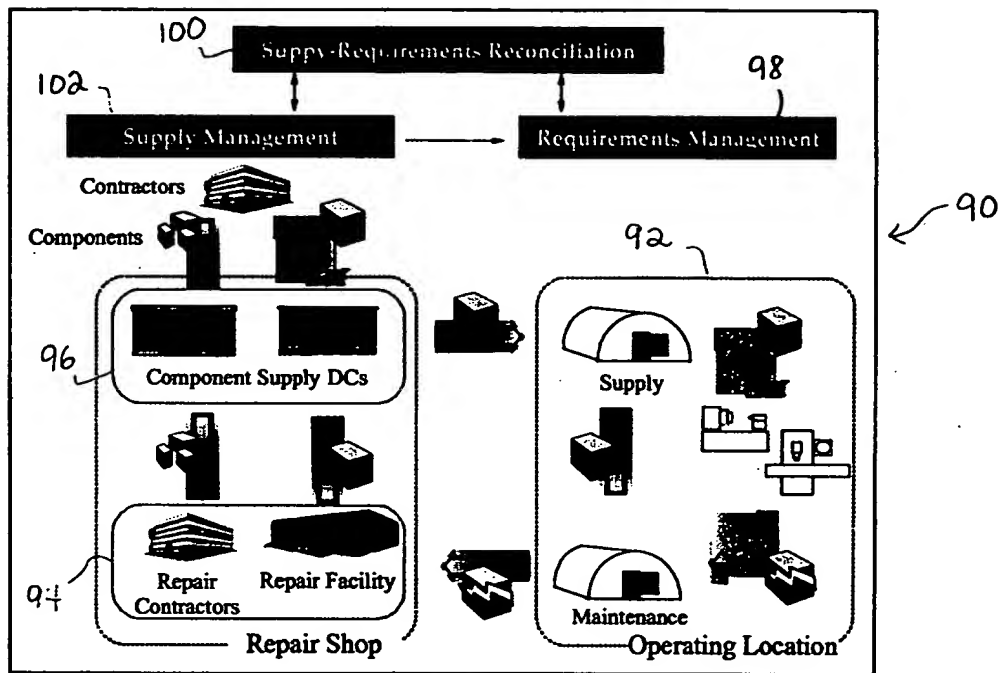 100
Suppy-Requirements Reconciliation
102
98
Supply Management
Requirements Management
Contractors
Components
90
92
96
Component Supply DCs
Supply
94
Repair Contractors
Repair Facility
Maintenance
Repair Shop
Operating Location